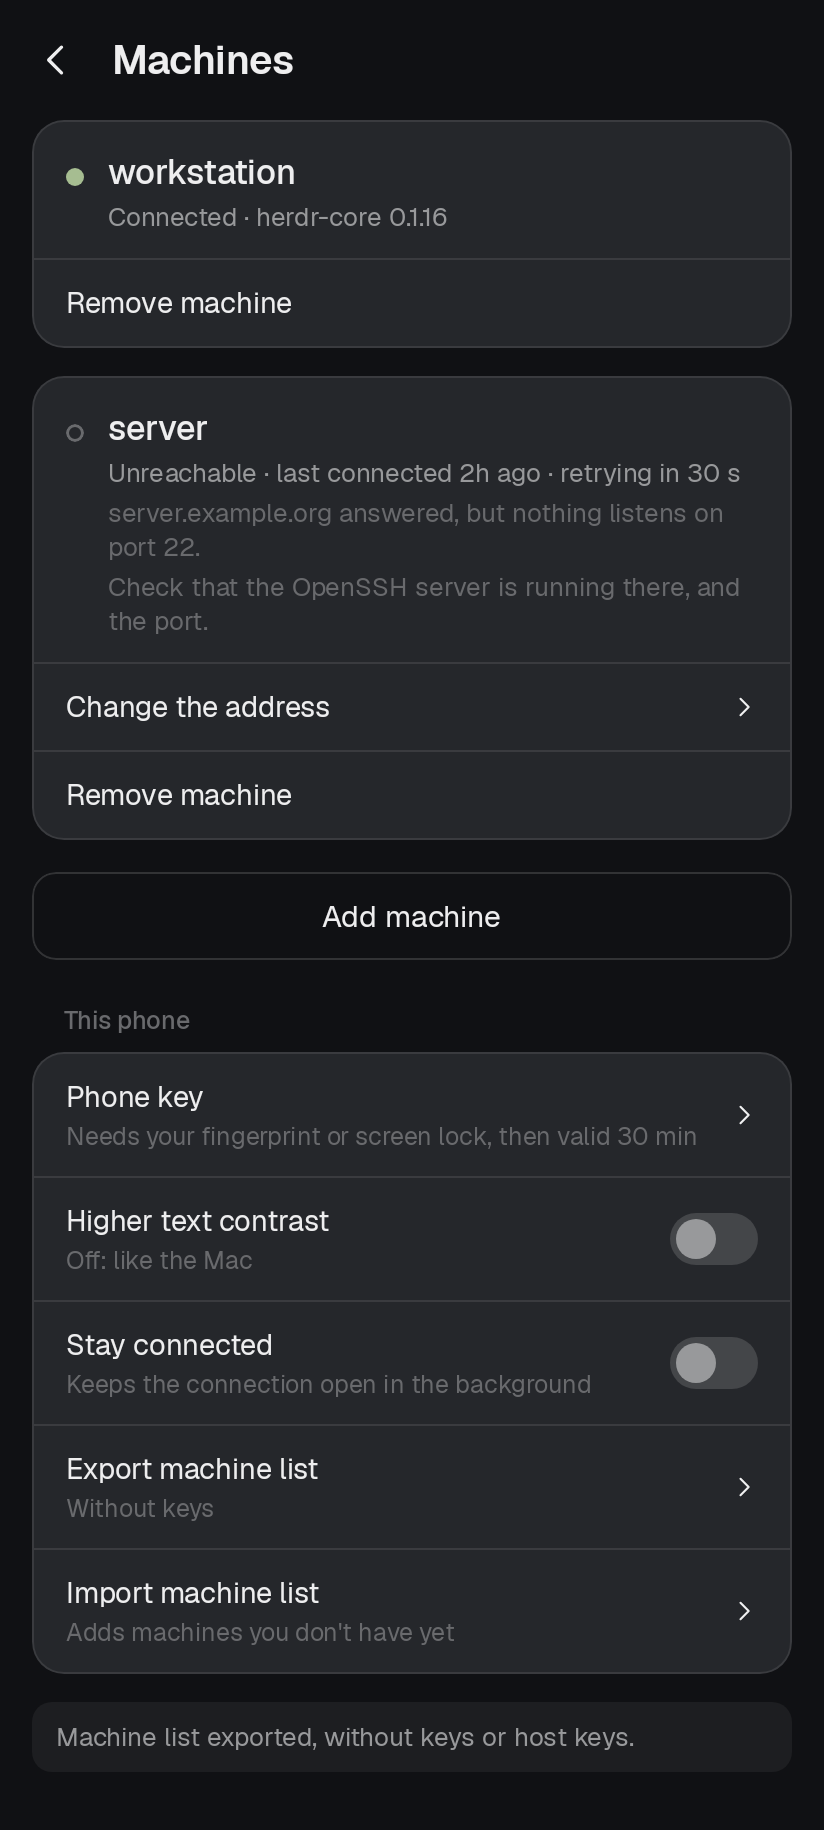 Machines
workstation
Connected · herdr-core 0.1.16
Remove machine
server
Unreachable · last connected 2h ago · retrying in 30 s
server.example.org answered, but nothing listens on
port 22.
Check that the OpenSSH server is running there, and
the port.
Change the address
Remove machine
Add machine
This phone
Phone key
Needs your fingerprint or screen lock, then valid 30 min
Higher text contrast
Off: like the Mac
Stay connected
Keeps the connection open in the background
Export machine list
Without keys
Import machine list
Adds machines you don't have yet
Machine list exported, without keys or host keys.